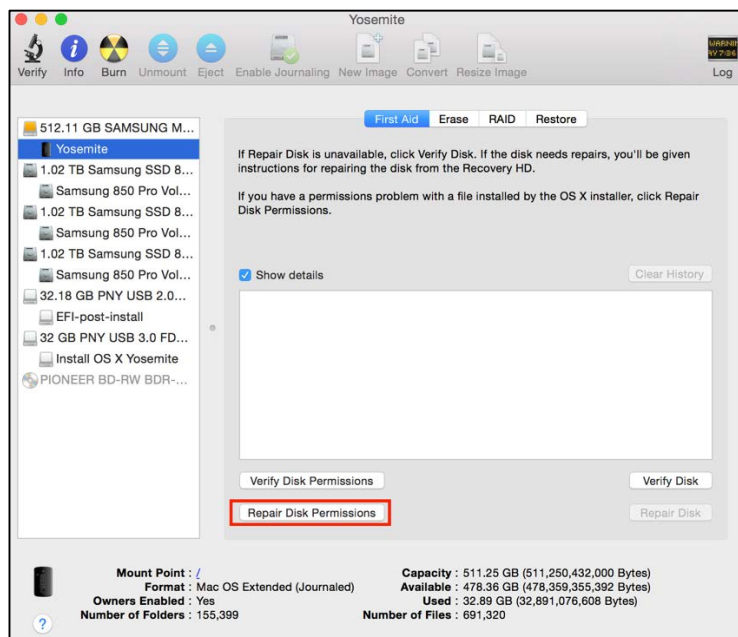 Yosemite
Verify Info Burn Unmount Eject Enable Journaling New Image Convert Resize Image Log
First Aid Erase RAID Restore
512.11 GB SAMSUNG M...
Yosemite
1.02 TB Samsung SSD 8...
Samsung 850 Pro Vol...
1.02 TB Samsung SSD 8...
Samsung 850 Pro Vol...
1.02 TB Samsung SSD 8...
Samsung 850 Pro Vol...
32.18 GB PNY USB 2.0...
EFI-post-install
32 GB PNY USB 3.0 FD...
Install OS X Yosemite
PIONEER BD-RW BDR-...
If Repair Disk is unavailable, click Verify Disk. If the disk needs repairs, you'll be given
instructions for repairing the disk from the Recovery HD.
If you have a permissions problem with a file installed by the OS X installer, click Repair
Disk Permissions.
Show details Clear History
Verify Disk Permissions Verify Disk
Repair Disk Permissions Repair Disk
Mount Point : /
Format : Mac OS Extended (Journaled)
Owners Enabled : Yes
Number of Folders : 155,399
Capacity : 511.25 GB (511,250,432,000 Bytes)
Available : 478.36 GB (478,359,355,392 Bytes)
Used : 32.89 GB (32,891,076,608 Bytes)
Number of Files : 691,320
?